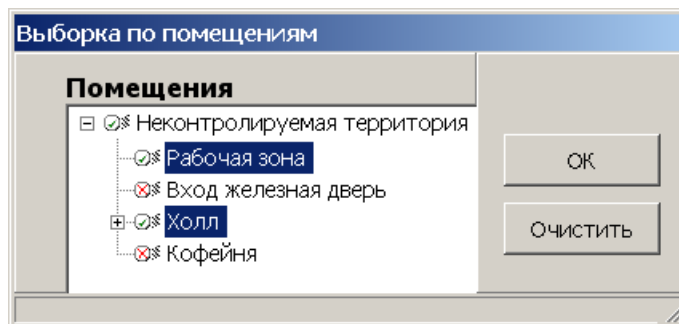 Выборка по помещениям
Помещения
Неконтролируемая территория
Рабочая зона
Вход железная дверь
Холл
Кофейня
ОК
Очистить